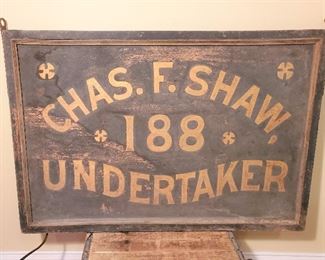 CHAS. F. SHAW,
188
UNDERTAKER